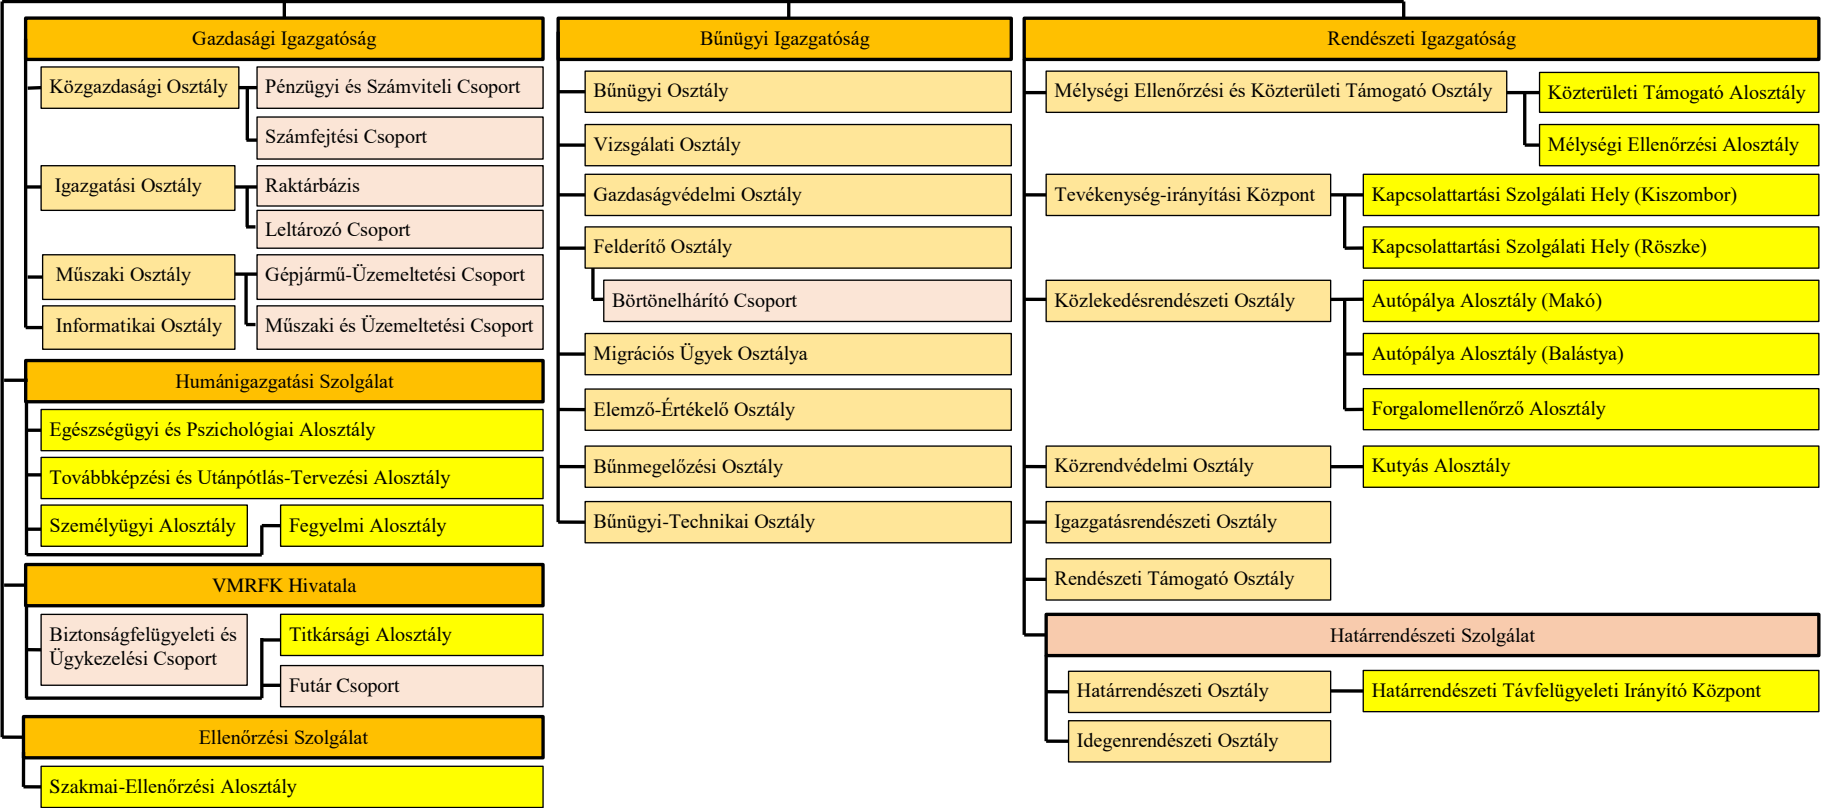 Gazdasági Igazgatóság
Közgazdasági Osztály
Pénzügyi és Számviteli Csoport
Számfejtési Csoport
Igazgatási Osztály
Raktárbázis
Leltározó Csoport
Műszaki Osztály
Gépjármű-Üzemeltetési Csoport
Informatikai Osztály
Műszaki és Üzemeltetési Csoport
Humánigazgatási Szolgálat
Egészségügyi és Pszichológiai Alosztály
Továbbképzési és Utánpótlás-Tervezési Alosztály
Személyügyi Alosztály
Fegyelmi Alosztály
VMRFK Hivatala
Biztonságfelügyeleti és
Ügykezelési Csoport
Titkársági Alosztály
Futár Csoport
Ellenőrzési Szolgálat
Szakmai-Ellenőrzési Alosztály
Bűnügyi Igazgatóság
Bűnügyi Osztály
Vizsgálati Osztály
Gazdaságvédelmi Osztály
Felderítő Osztály
Börtönelhárító Csoport
Migrációs Ügyek Osztálya
Elemző-Értékelő Osztály
Bűnmegelőzési Osztály
Bűnügyi-Technikai Osztály
Rendészeti Igazgatóság
Mélységi Ellenőrzési és Közterületi Támogató Osztály
Közterületi Támogató Alosztály
Mélységi Ellenőrzési Alosztály
Tevékenység-irányítási Központ
Kapcsolattartási Szolgálati Hely (Kiszombor)
Kapcsolattartási Szolgálati Hely (Röszke)
Közlekedésrendészeti Osztály
Autópálya Alosztály (Makó)
Autópálya Alosztály (Balástya)
Forgalomellenőrző Alosztály
Közrendvédelmi Osztály
Kutyás Alosztály
Igazgatásrendészeti Osztály
Rendészeti Támogató Osztály
Határrendészeti Szolgálat
Határrendészeti Osztály
Határrendészeti Távfelügyeleti Irányító Központ
Idegenrendészeti Osztály